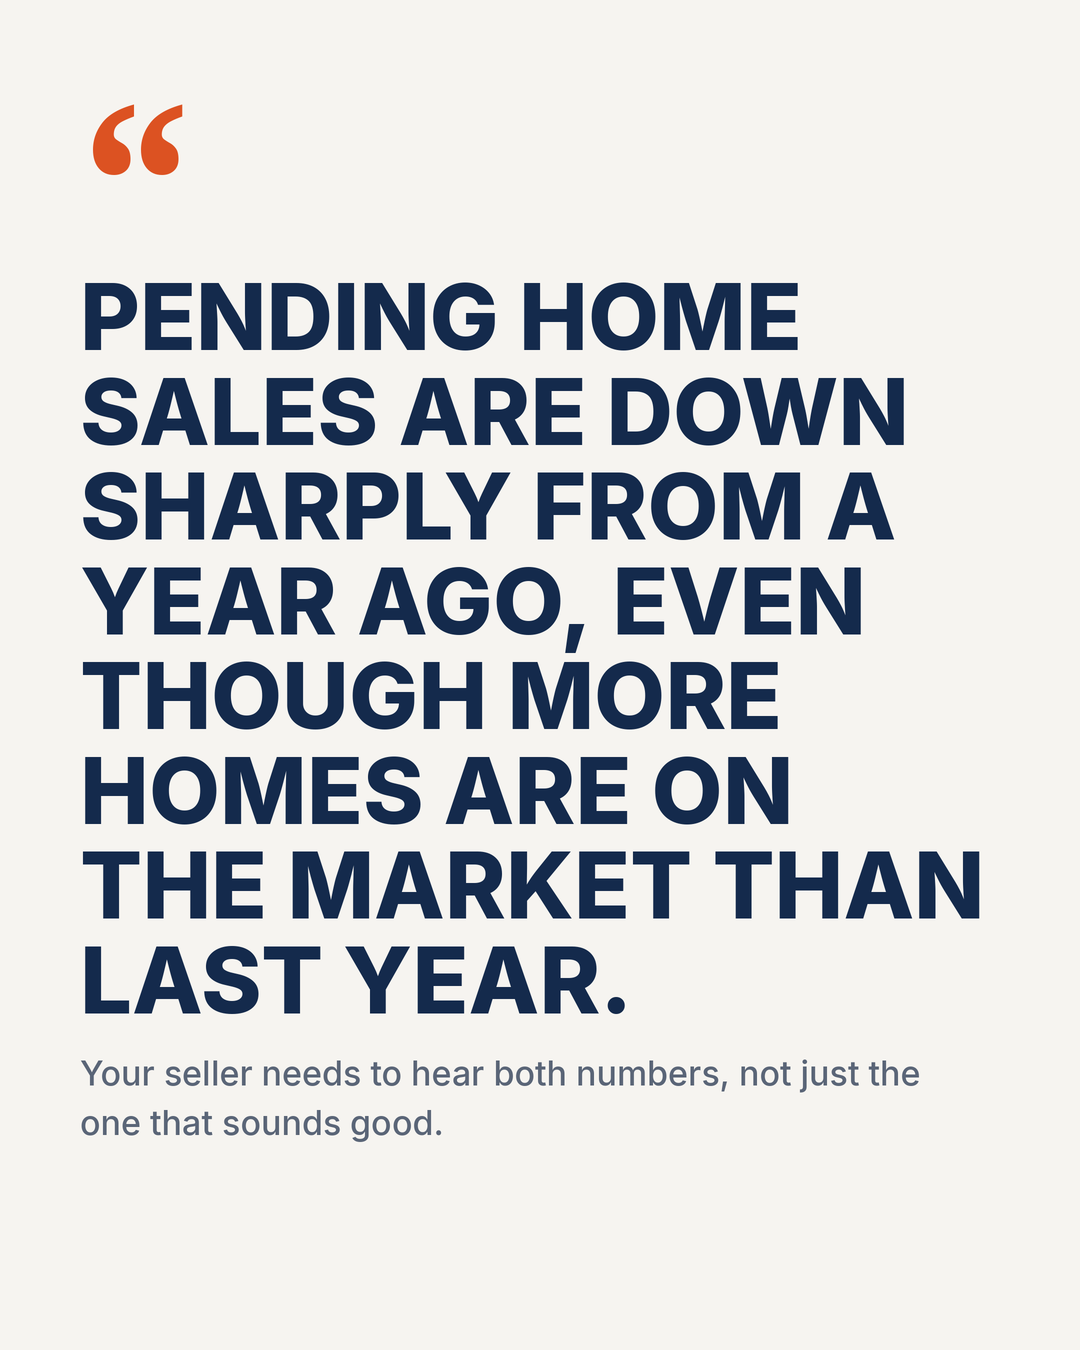 “
PENDING HOME
SALES ARE DOWN
SHARPLY FROM A
YEAR AGO, EVEN
THOUGH MORE
HOMES ARE ON
THE MARKET THAN
LAST YEAR.
Your seller needs to hear both numbers, not just the
one that sounds good.